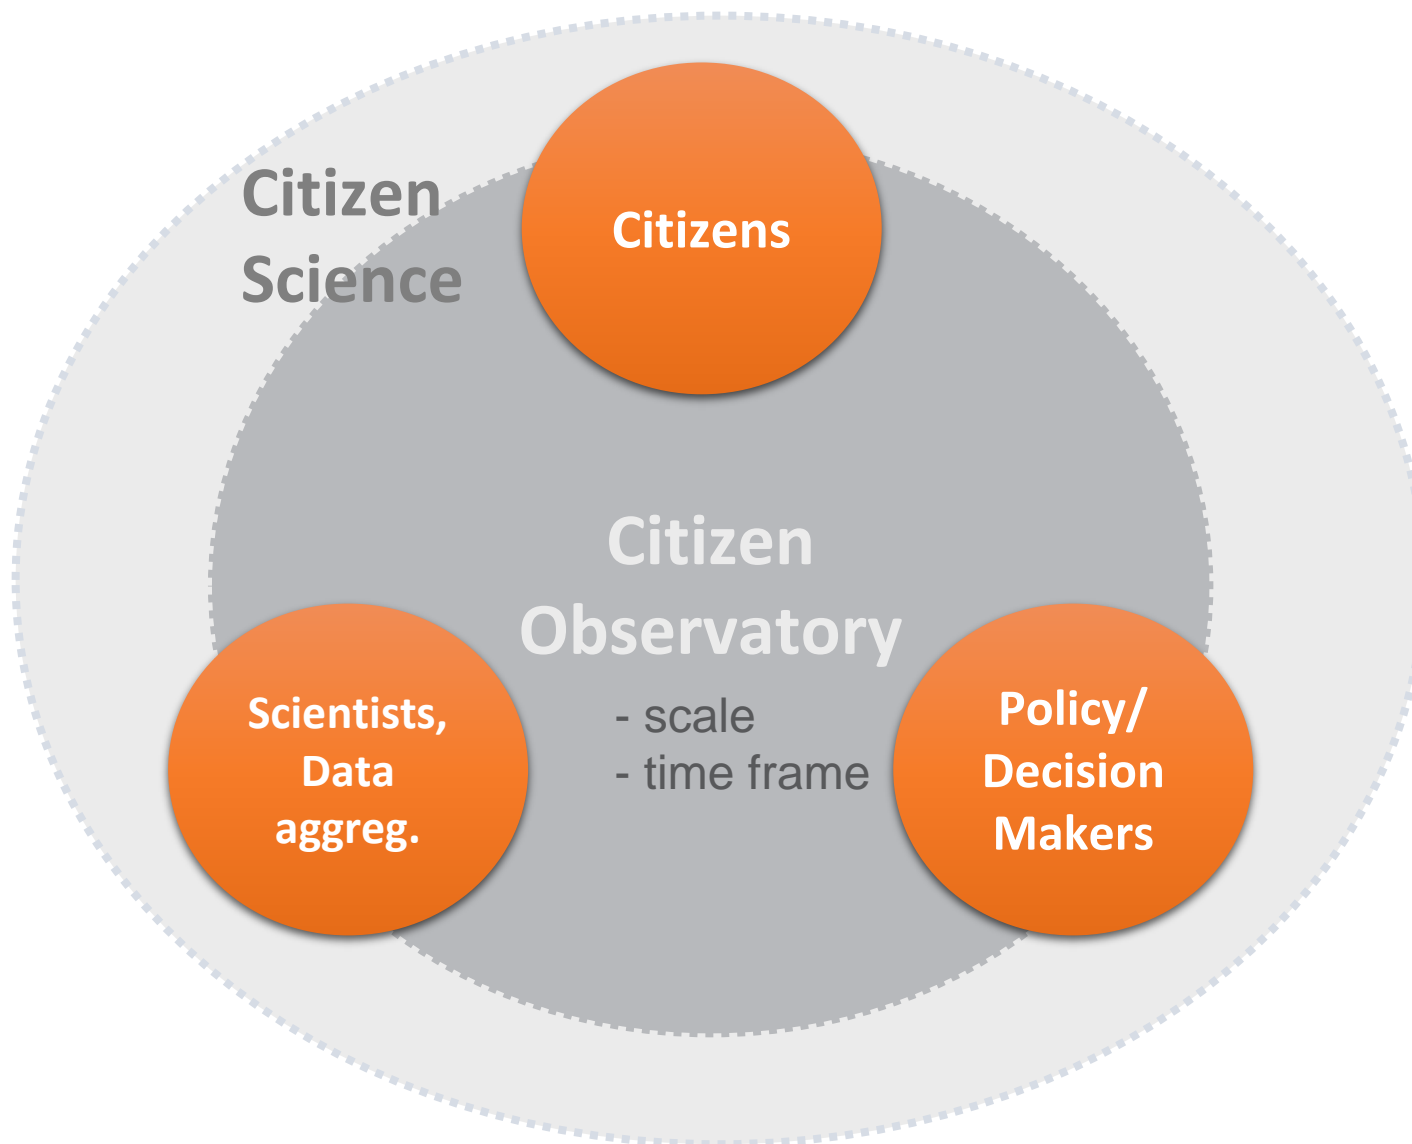 Citizen
Science
Citizens
Citizen
Observatory
- scale
- time frame
Scientists,
Data
aggreg.
Policy/
Decision
Makers